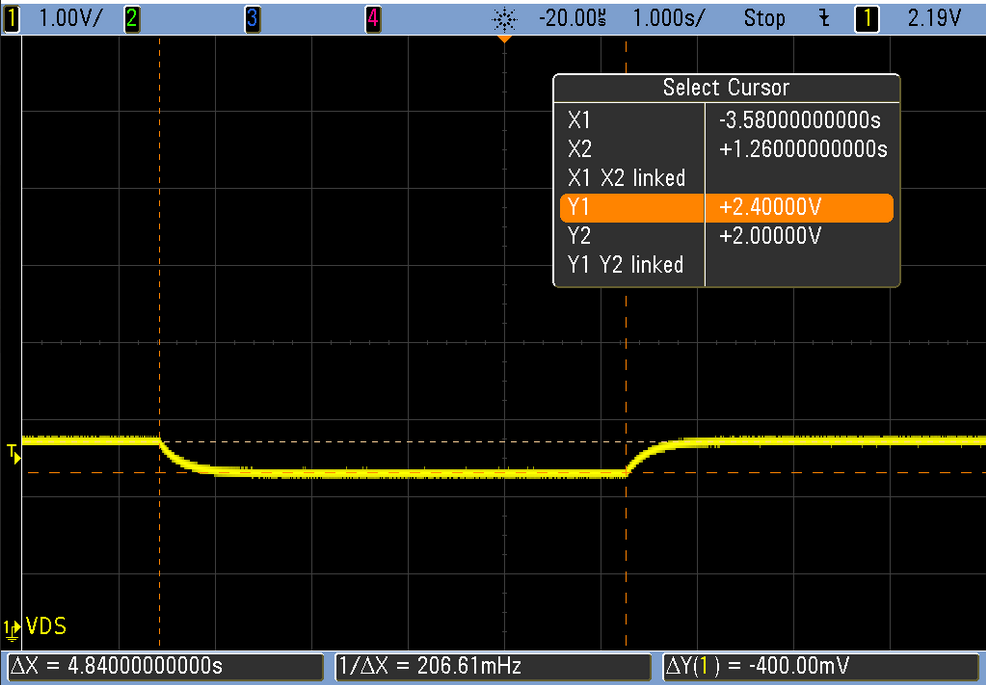 1 1.00V/ 2 3 4 -20.00s 1.000s/ Stop 1 2.19V
Select Cursor
X1 -3.58000000000s
X2 +1.26000000000s
X1 X2 linked
Y1 +2.40000V
Y2 +2.00000V
Y1 Y2 linked
T
1 VDS
ΔX = 4.84000000000s 1/ΔX = 206.61mHz ΔY(1) = -400.00mV